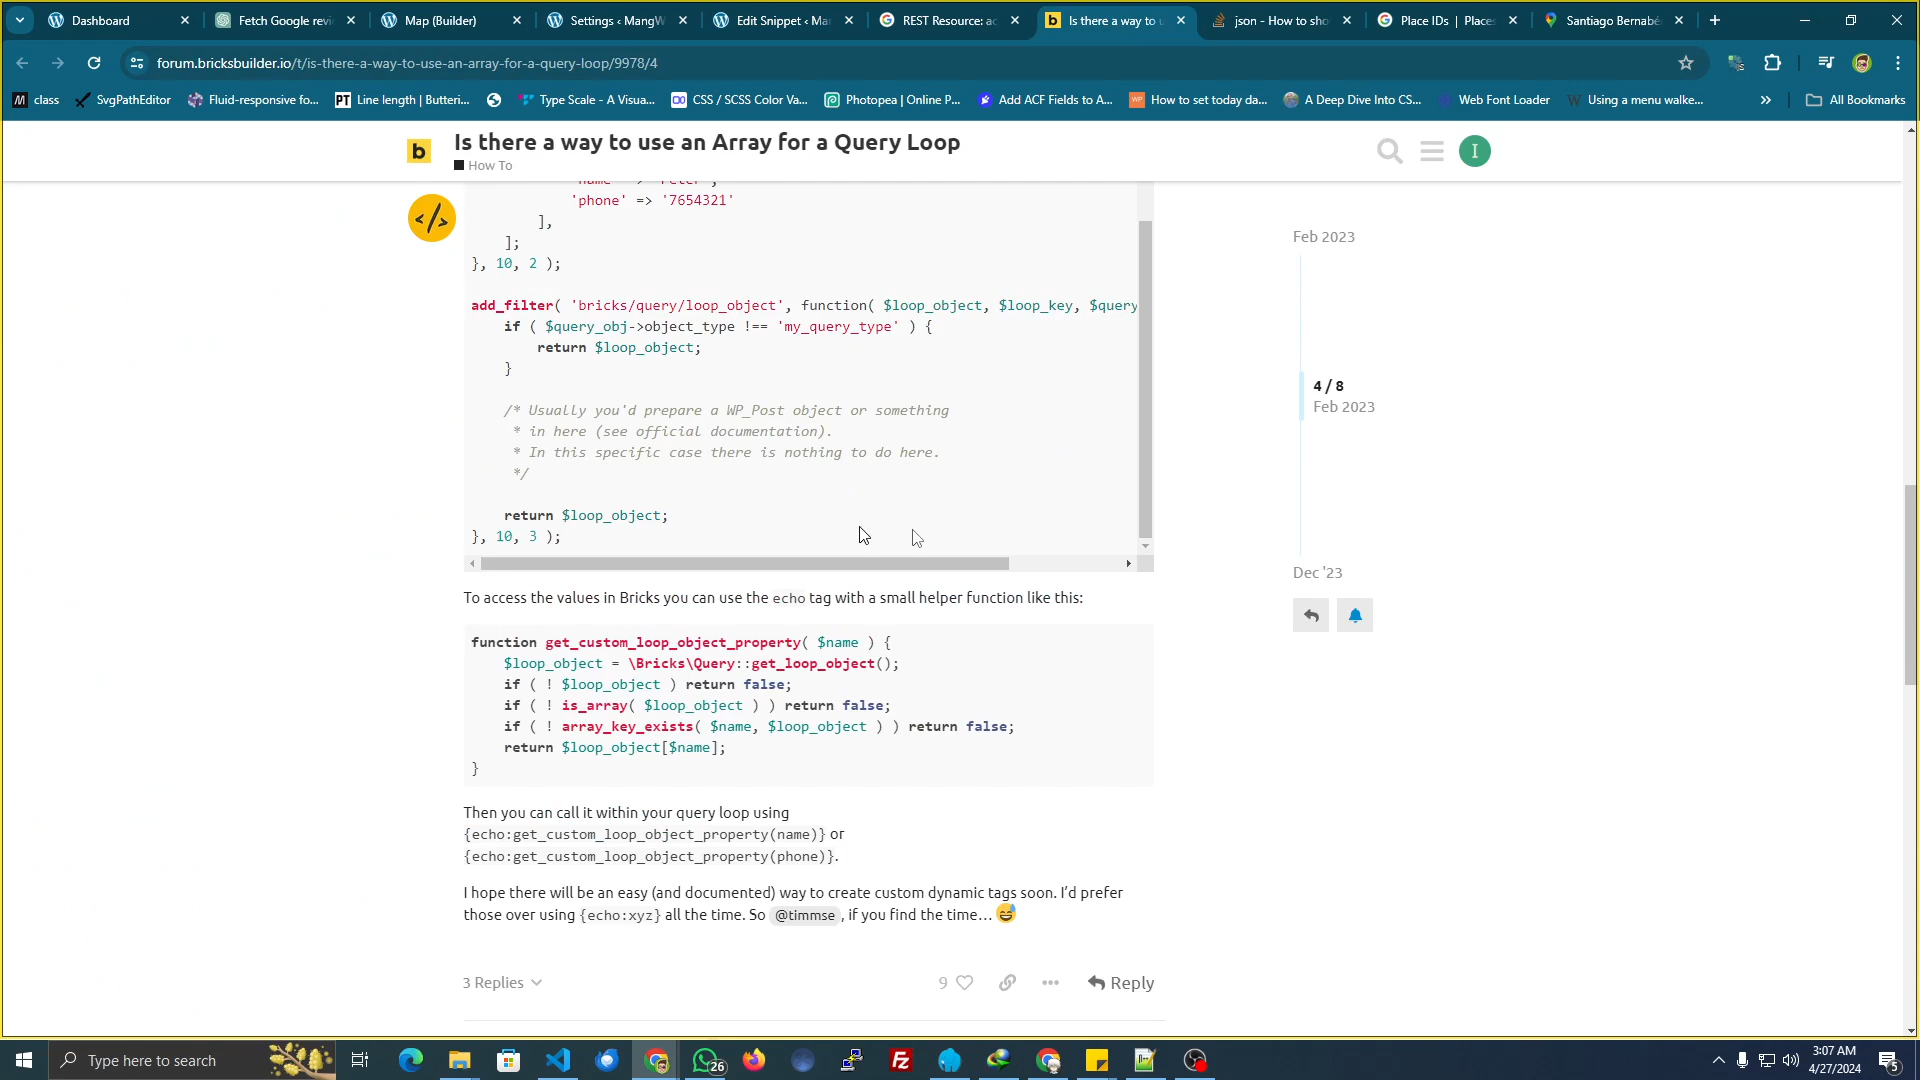 Dashboard
Fetch Google revi
Map (Builder)
Settings ‹ MangW
Edit Snippet ‹ Ma
REST Resource: ac
Is there a way to u
json - How to sho
Place IDs | Places
Santiago Bernabé
forum.bricksbuilder.io/t/is-there-a-way-to-use-an-array-for-a-query-loop/9978/4
class
SvgPathEditor
Fluid-responsive fo...
PT Line length | Butteri...
Type Scale - A Visua...
CSS / SCSS Color Va...
Photopea | Online P...
Add ACF Fields to A...
How to set today da...
A Deep Dive Into CS...
Web Font Loader
Using a menu walke...
All Bookmarks
b
Is there a way to use an Array for a Query Loop
How To
I
'phone' => '7654321'
],
];
}, 10, 2 );
add_filter( 'bricks/query/loop_object', function( $loop_object, $loop_key, $query
if ( $query_obj->object_type !== 'my_query_type' ) {
return $loop_object;
}
/* Usually you'd prepare a WP_Post object or something
* in here (see official documentation).
* In this specific case there is nothing to do here.
*/
return $loop_object;
}, 10, 3 );
To access the values in Bricks you can use the echo tag with a small helper function like this:
function get_custom_loop_object_property( $name ) {
$loop_object = \Bricks\Query::get_loop_object();
if ( ! $loop_object ) return false;
if ( ! is_array( $loop_object ) ) return false;
if ( ! array_key_exists( $name, $loop_object ) ) return false;
return $loop_object[$name];
}
Then you can call it within your query loop using
{echo:get_custom_loop_object_property(name)} or
{echo:get_custom_loop_object_property(phone)}.
I hope there will be an easy (and documented) way to create custom dynamic tags soon. I'd prefer
those over using {echo:xyz} all the time. So @timmse, if you find the time…
3 Replies
9
Reply
Feb 2023
4 / 8
Feb 2023
Dec '23
Type here to search
26
3:07 AM
4/27/2024
5